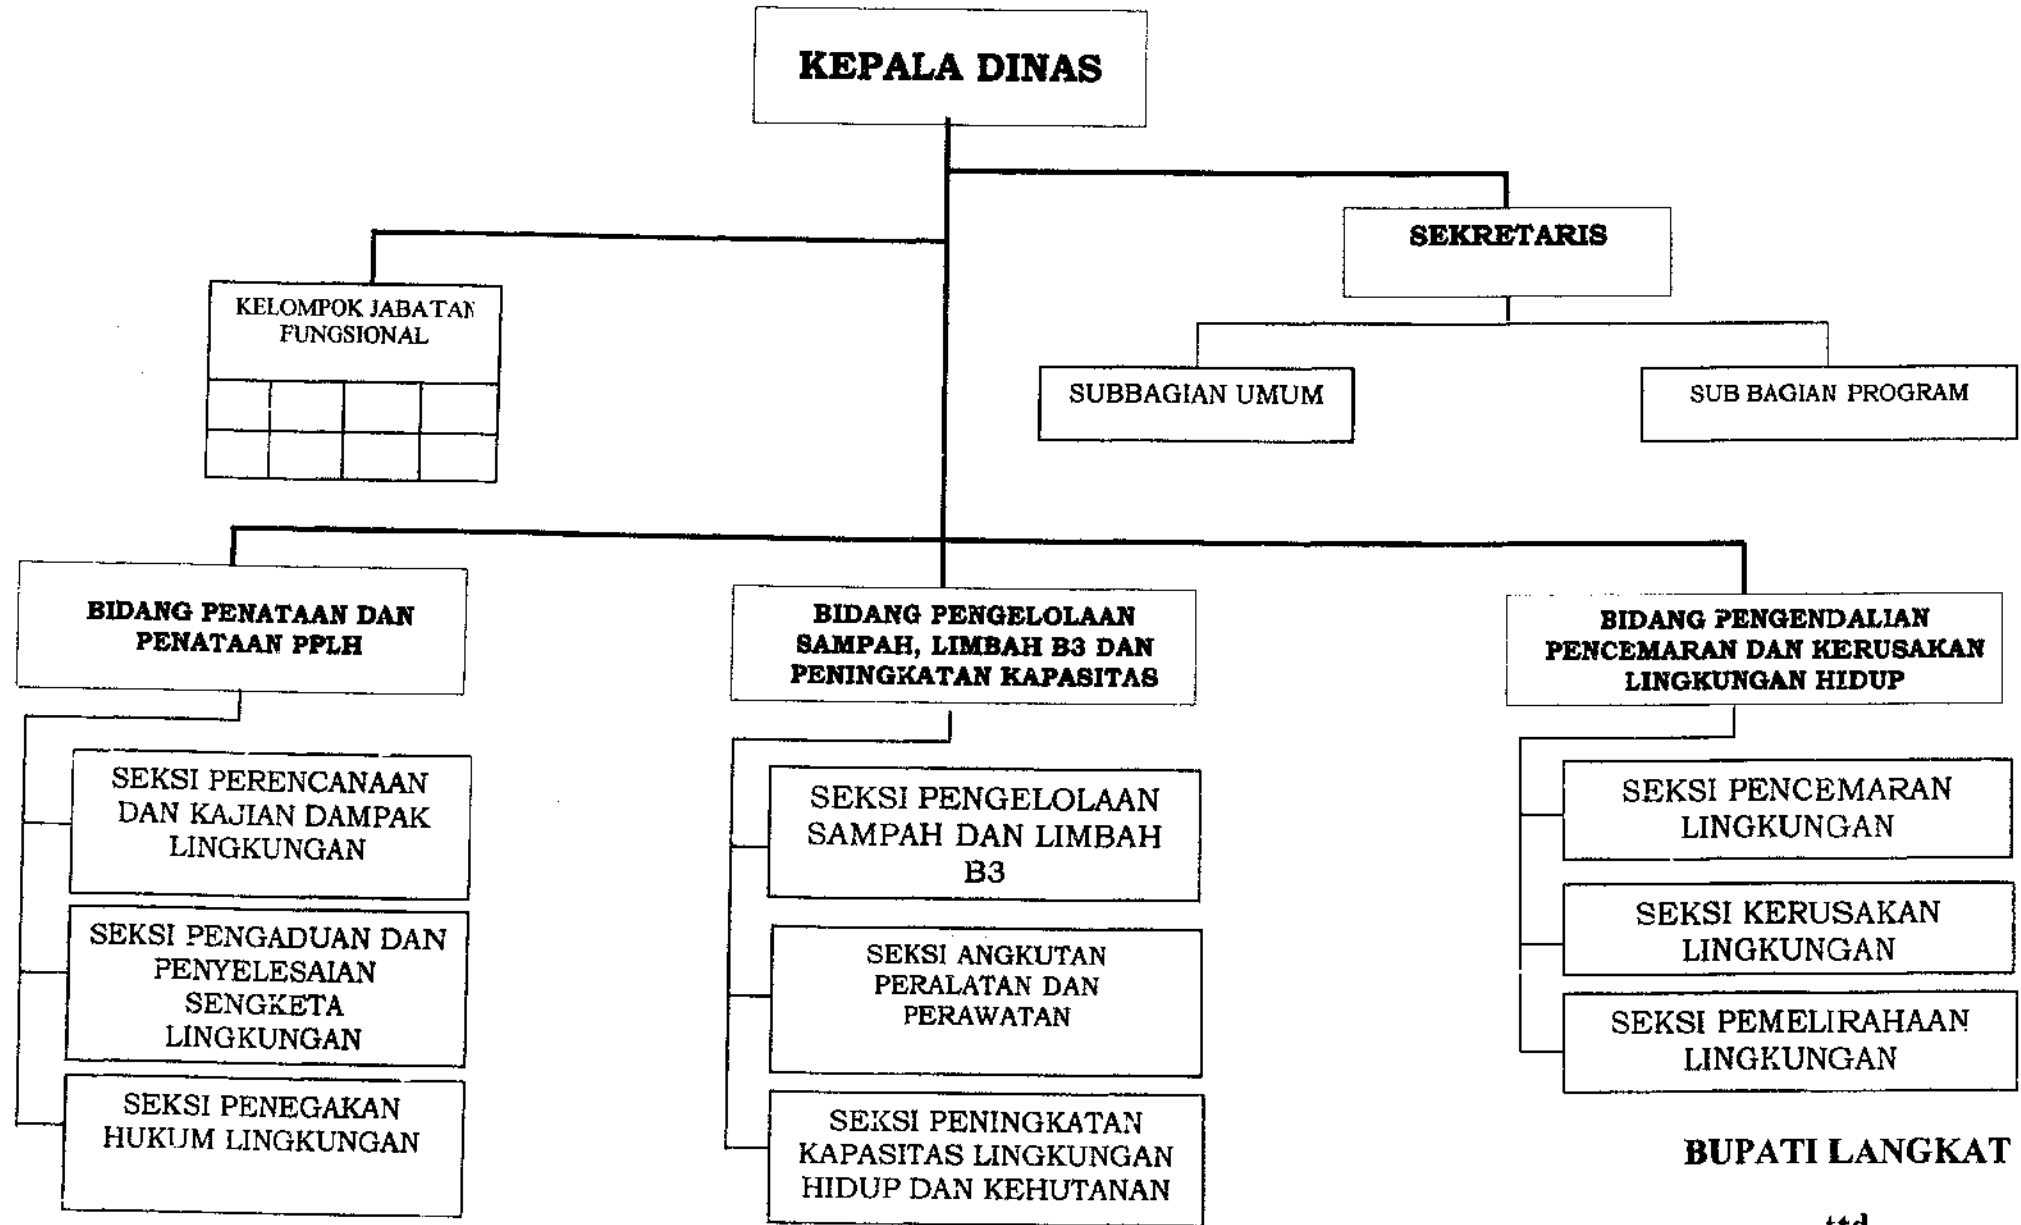 KEPALA DINAS
SEKRETARIS
KELOMPOK JABATAN
FUNGSIONAL
SUBBAGIAN UMUM
SUB BAGIAN PROGRAM
BIDANG PENATAAN DAN
PENATAAN PPLH
BIDANG PENGELOLAAN
SAMPAH, LIMBAH B3 DAN
PENINGKATAN KAPASITAS
BIDANG PENGENDALIAN
PENCEMARAN DAN KERUSAKAN
LINGKUNGAN HIDUP
SEKSI PERENCANAAN
DAN KAJIAN DAMPAK
LINGKUNGAN
SEKSI PENGADUAN DAN
PENYELESAIAN
SENGKETA
LINGKUNGAN
SEKSI PENEGAKAN
HUKUM LINGKUNGAN
SEKSI PENGELOLAAN
SAMPAH DAN LIMBAH
B3
SEKSI ANGKUTAN
PERALATAN DAN
PERAWATAN
SEKSI PENINGKATAN
KAPASITAS LINGKUNGAN
HIDUP DAN KEHUTANAN
SEKSI PENCEMARAN
LINGKUNGAN
SEKSI KERUSAKAN
LINGKUNGAN
SEKSI PEMELIRAHAAN
LINGKUNGAN
BUPATI LANGKAT
ttd